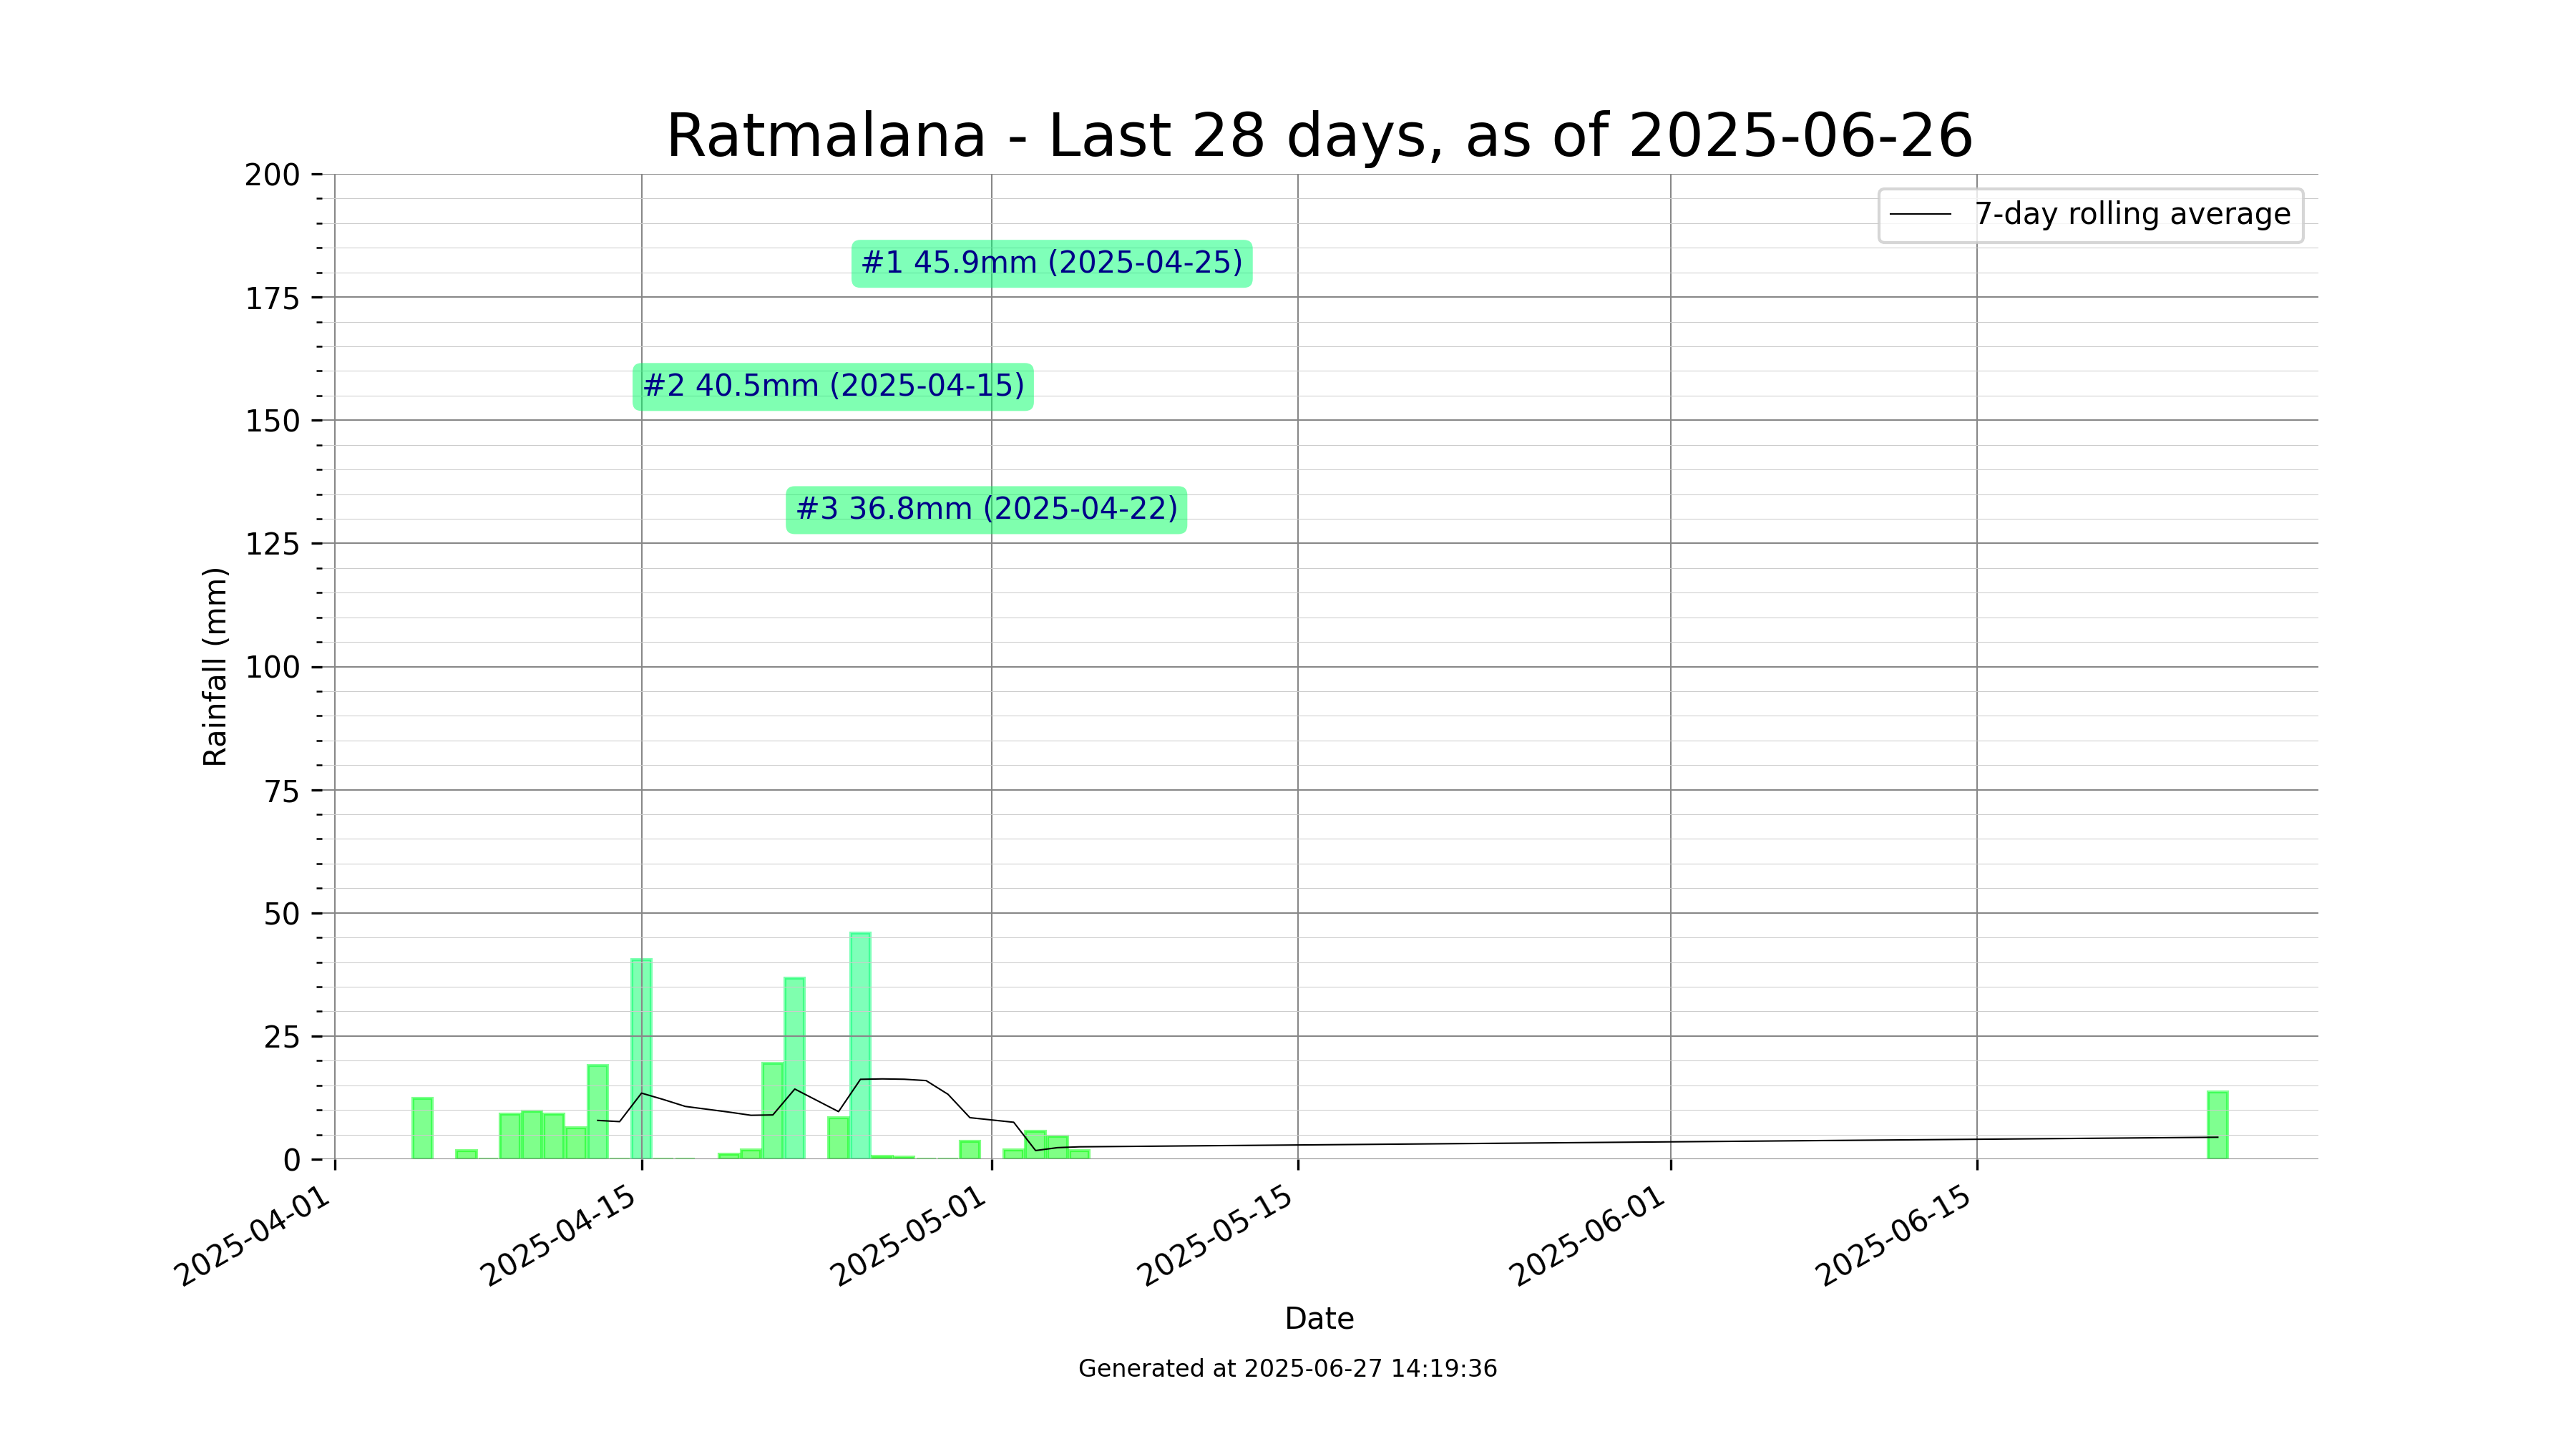 Ratmalana - Last 28 days, as of 2025-06-26
7-day rolling average
#1 45.9mm (2025-04-25)
#2 40.5mm (2025-04-15)
#3 36.8mm (2025-04-22)
Rainfall (mm)
200
175
150
125
100
75
50
25
0
2025-04-01
2025-04-15
2025-05-01
2025-05-15
2025-06-01
2025-06-15
Date
Generated at 2025-06-27 14:19:36